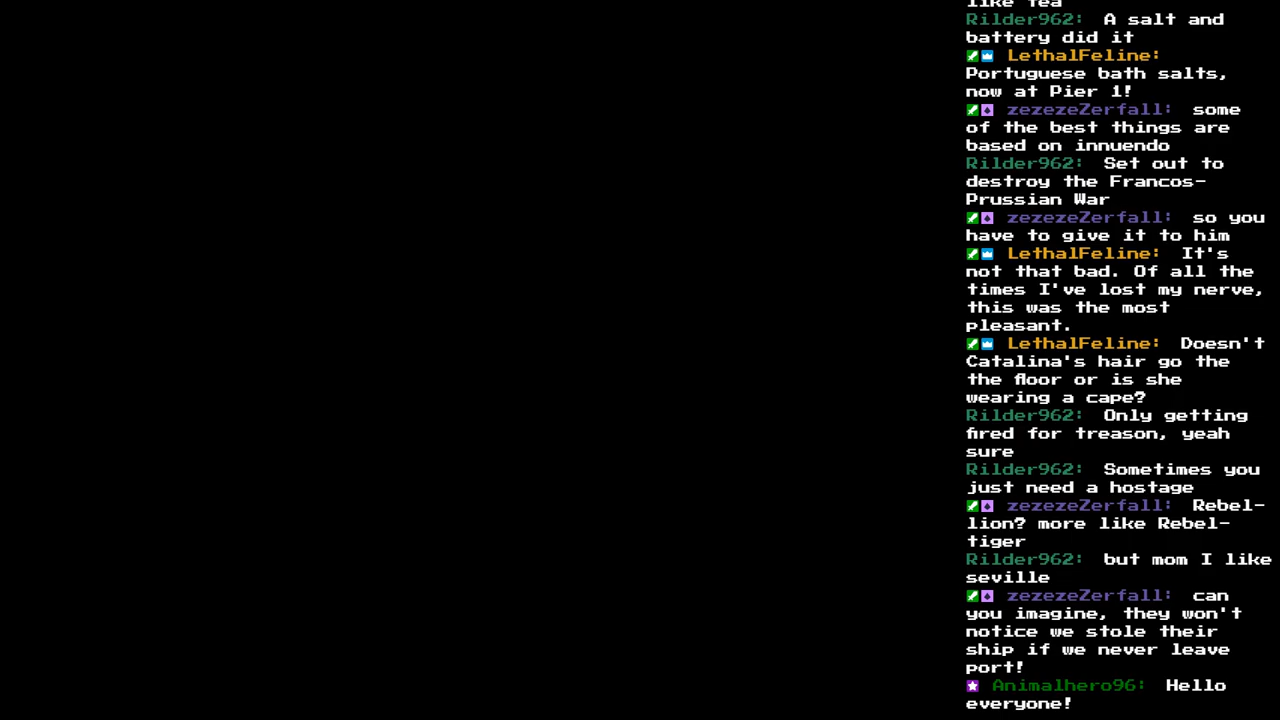 like tea
Rilder962: A salt and
battery did it
LethalFeline:
Portuguese bath salts,
now at Pier 1!
zezezeZerfall: some
of the best things are
based on innuendo
Rilder962: Set out to
destroy the Francos-
Prussian War
zezezeZerfall: so you
have to give it to him
LethalFeline: It's
not that bad. Of all the
times I've lost my nerve,
this was the most
pleasant.
LethalFeline: Doesn't
Catalina's hair go the
the floor or is she
wearing a cape?
Rilder962: Only getting
fired for treason, yeah
sure
Rilder962: Sometimes you
just need a hostage
zezezeZerfall: Rebel-
lion? more like Rebel-
tiger
Rilder962: but mom I like
seville
zezezeZerfall: can
you imagine, they won't
notice we stole their
ship if we never leave
port!
Animalhero96: Hello
everyone!